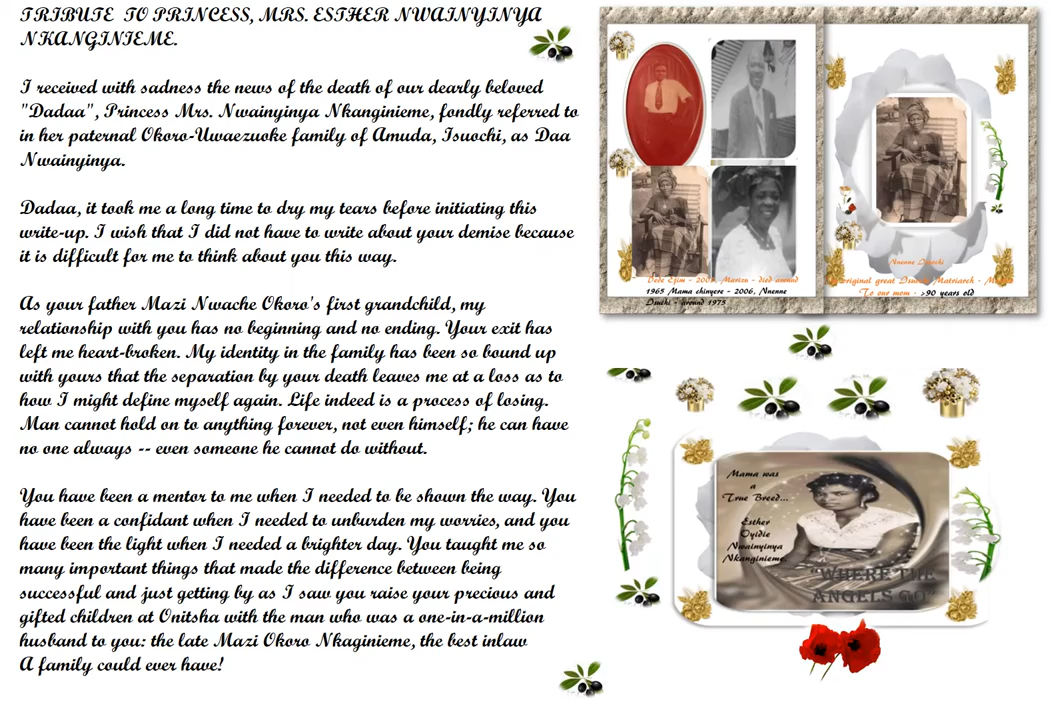 TRIBUTE TO PRINCESS, MRS. ESTHER NWAINYINYA
NKANGINIEME.
I received with sadness the news of the death of our dearly beloved
"Dadaa", Princess Mrs. Nwainyinya Nkanginieme, fondly referred to
in her paternal Okoro-Uwaezuoke family of Amuda, Isuochi, as Daa
Nwainyinya.
Dadaa, it took me a long time to dry my tears before initiating this
write-up. I wish that I did not have to write about your demise because
it is difficult for me to think about you this way.
As your father Mazi Nwache Okoro's first grandchild, my
relationship with you has no beginning and no ending. Your exit has
left me heart-broken. My identity in the family has been so bound up
with yours that the separation by your death leaves me at a loss as to
how I might define myself again. Life indeed is a process of losing.
Man cannot hold on to anything forever, not even himself; he can have
no one always -- even someone he cannot do without.
You have been a mentor to me when I needed to be shown the way. You
have been a confidant when I needed to unburden my worries, and you
have been the light when I needed a brighter day. You taught me so
many important things that made the difference between being
successful and just getting by as I saw you raise your precious and
gifted children at Onitsha with the man who was a one-in-a-million
husband to you: the late Mazi Okoro Nkaginieme, the best inlaw
A family could ever have!
Dede Ejim - 2001, - died around
1965 Mama chinyere - 2006, Nnenne
Isuchi - around 1975
Nnenne Isuochi
original great Matriarch -
To our mom - >90 years old
Mama was
a
True Breed...
Esther
Oyidie
Nwainyinya
Nkanginieme.
"WHERE THE
ANGELS GO"